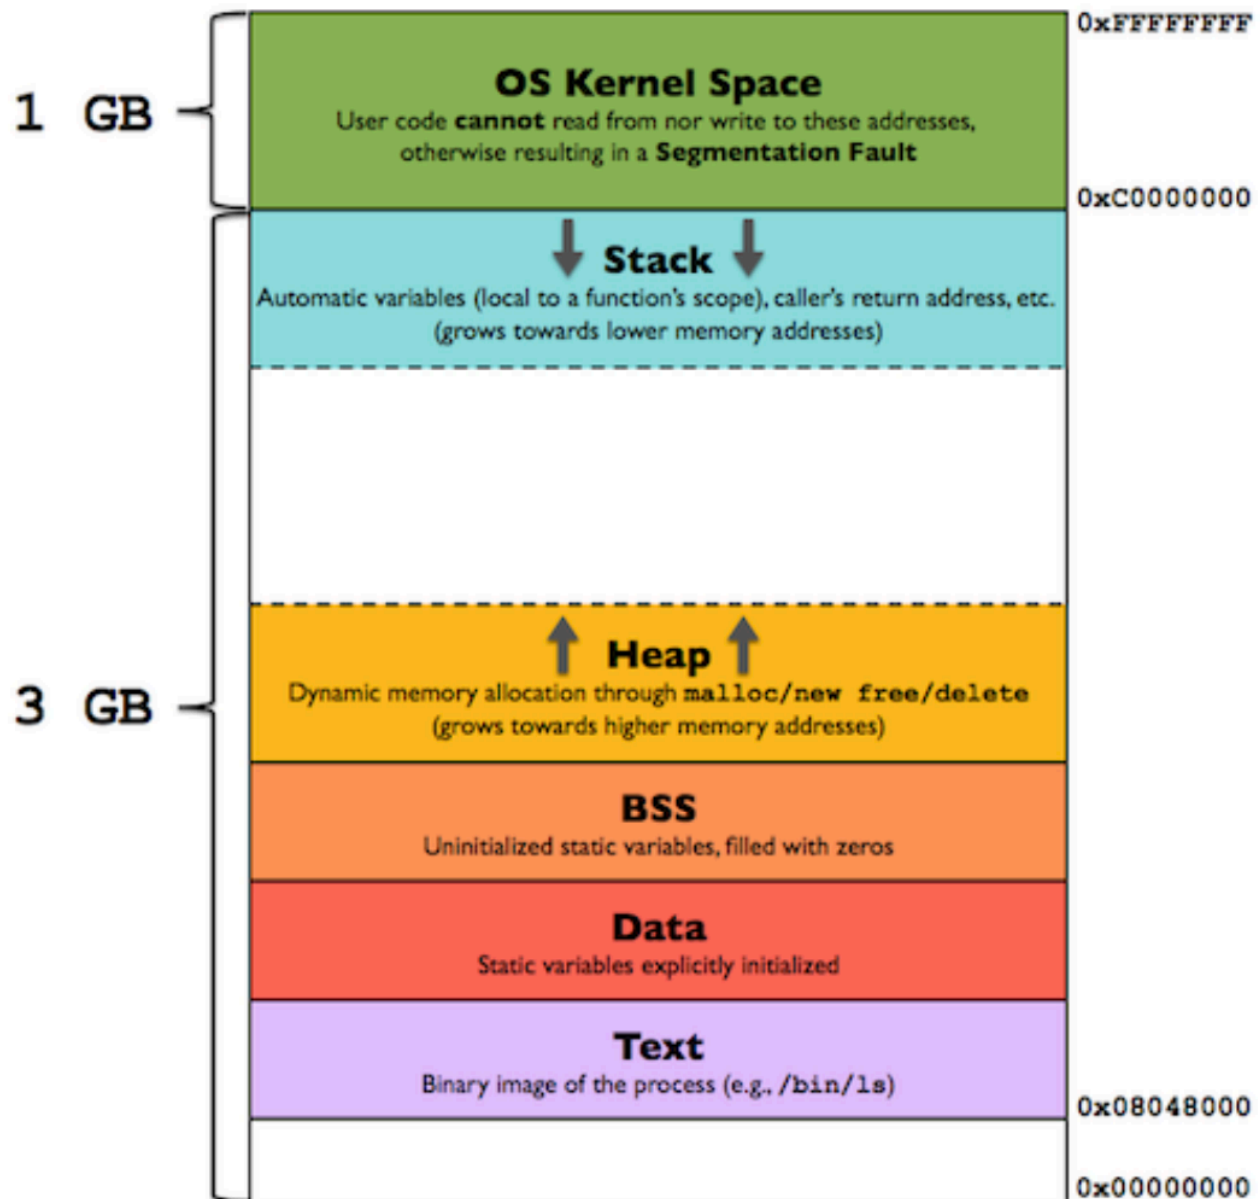 0xFFFFFFFF
OS Kernel Space
1 GB
User code cannot read from nor write to these addresses,
otherwise resulting in a Segmentation Fault
0xC0000000
Stack
Automatic variables (local to a function's scope), caller's return address, etc.
(grows towards lower memory addresses)
Heap
3 GB
Dynamic memory allocation through malloc/new free/delete
(grows towards higher memory addresses)
BSS
Uninitialized static variables, filled with zeros
Data
Static variables explicitly initialized
Text
Binary image of the process (e.g., /bin/ls)
0x08048000
0x00000000